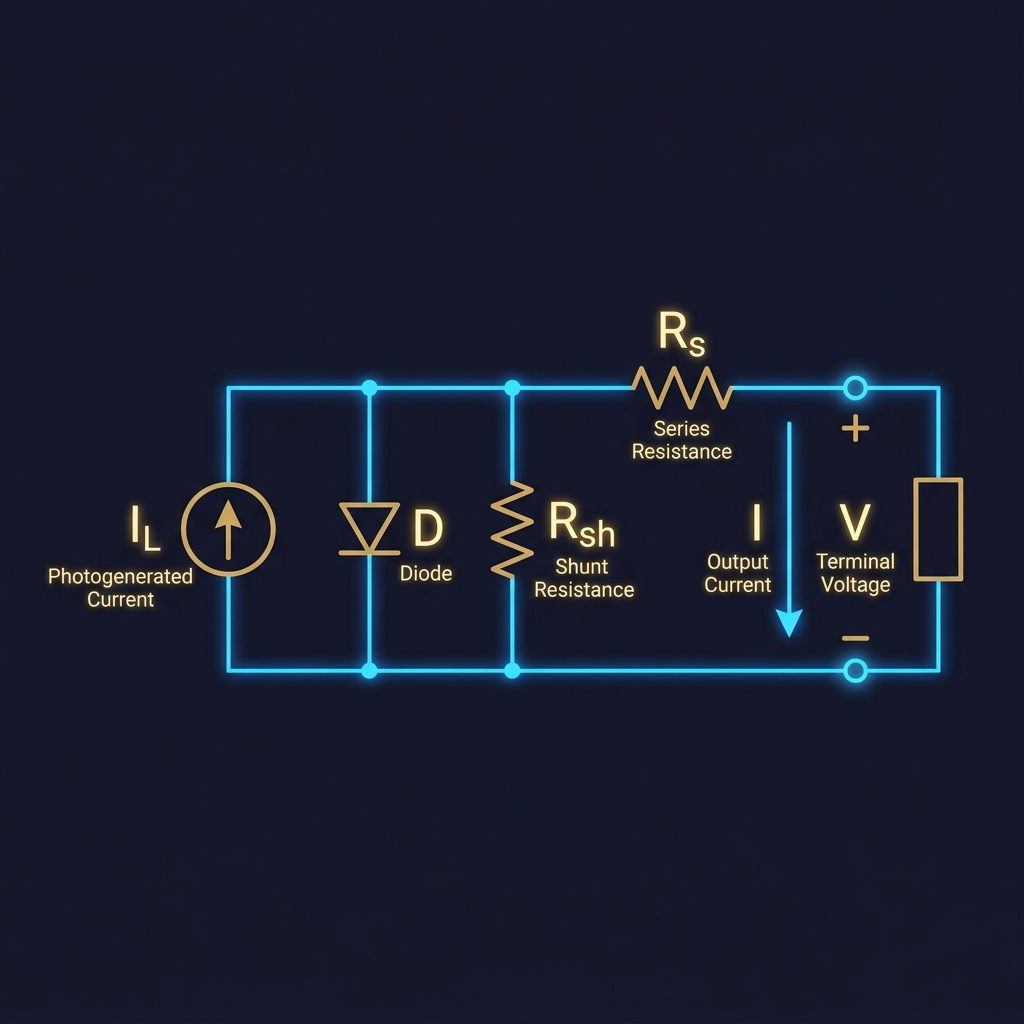 Rs
Series
Resistance
+
IL
Photogenerated
Current
D
Diode
Rsh
Shunt
Resistance
I
Output
Current
V
Terminal
Voltage
−